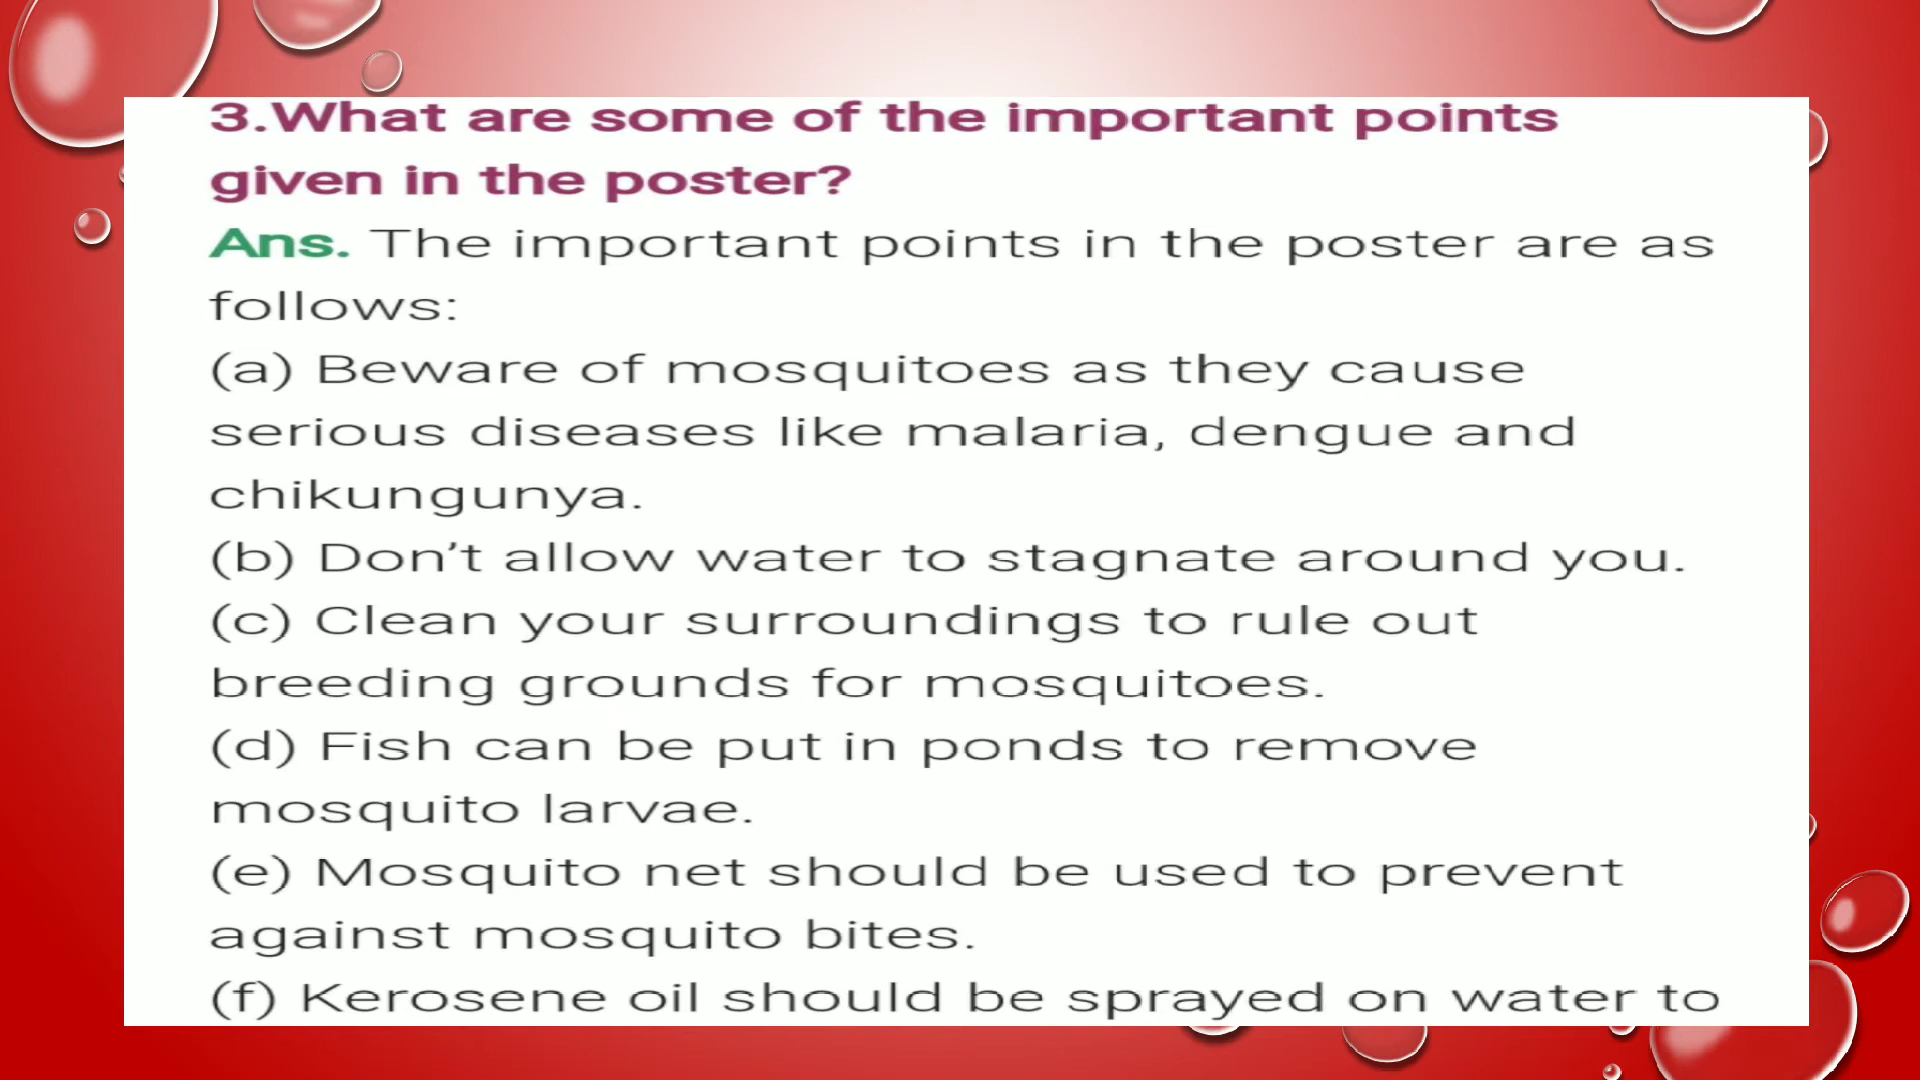 3.What are some of the important points
given in the poster?
Ans. The important points in the poster are as
follows:
(a) Beware of mosquitoes as they cause
serious diseases like malaria, dengue and
chikungunya.
(b) Don’t allow water to stagnate around you.
(c) Clean your surroundings to rule out
breeding grounds for mosquitoes.
(d) Fish can be put in ponds to remove
mosquito larvae.
(e) Mosquito net should be used to prevent
against mosquito bites.
(f) Kerosene oil should be sprayed on water to